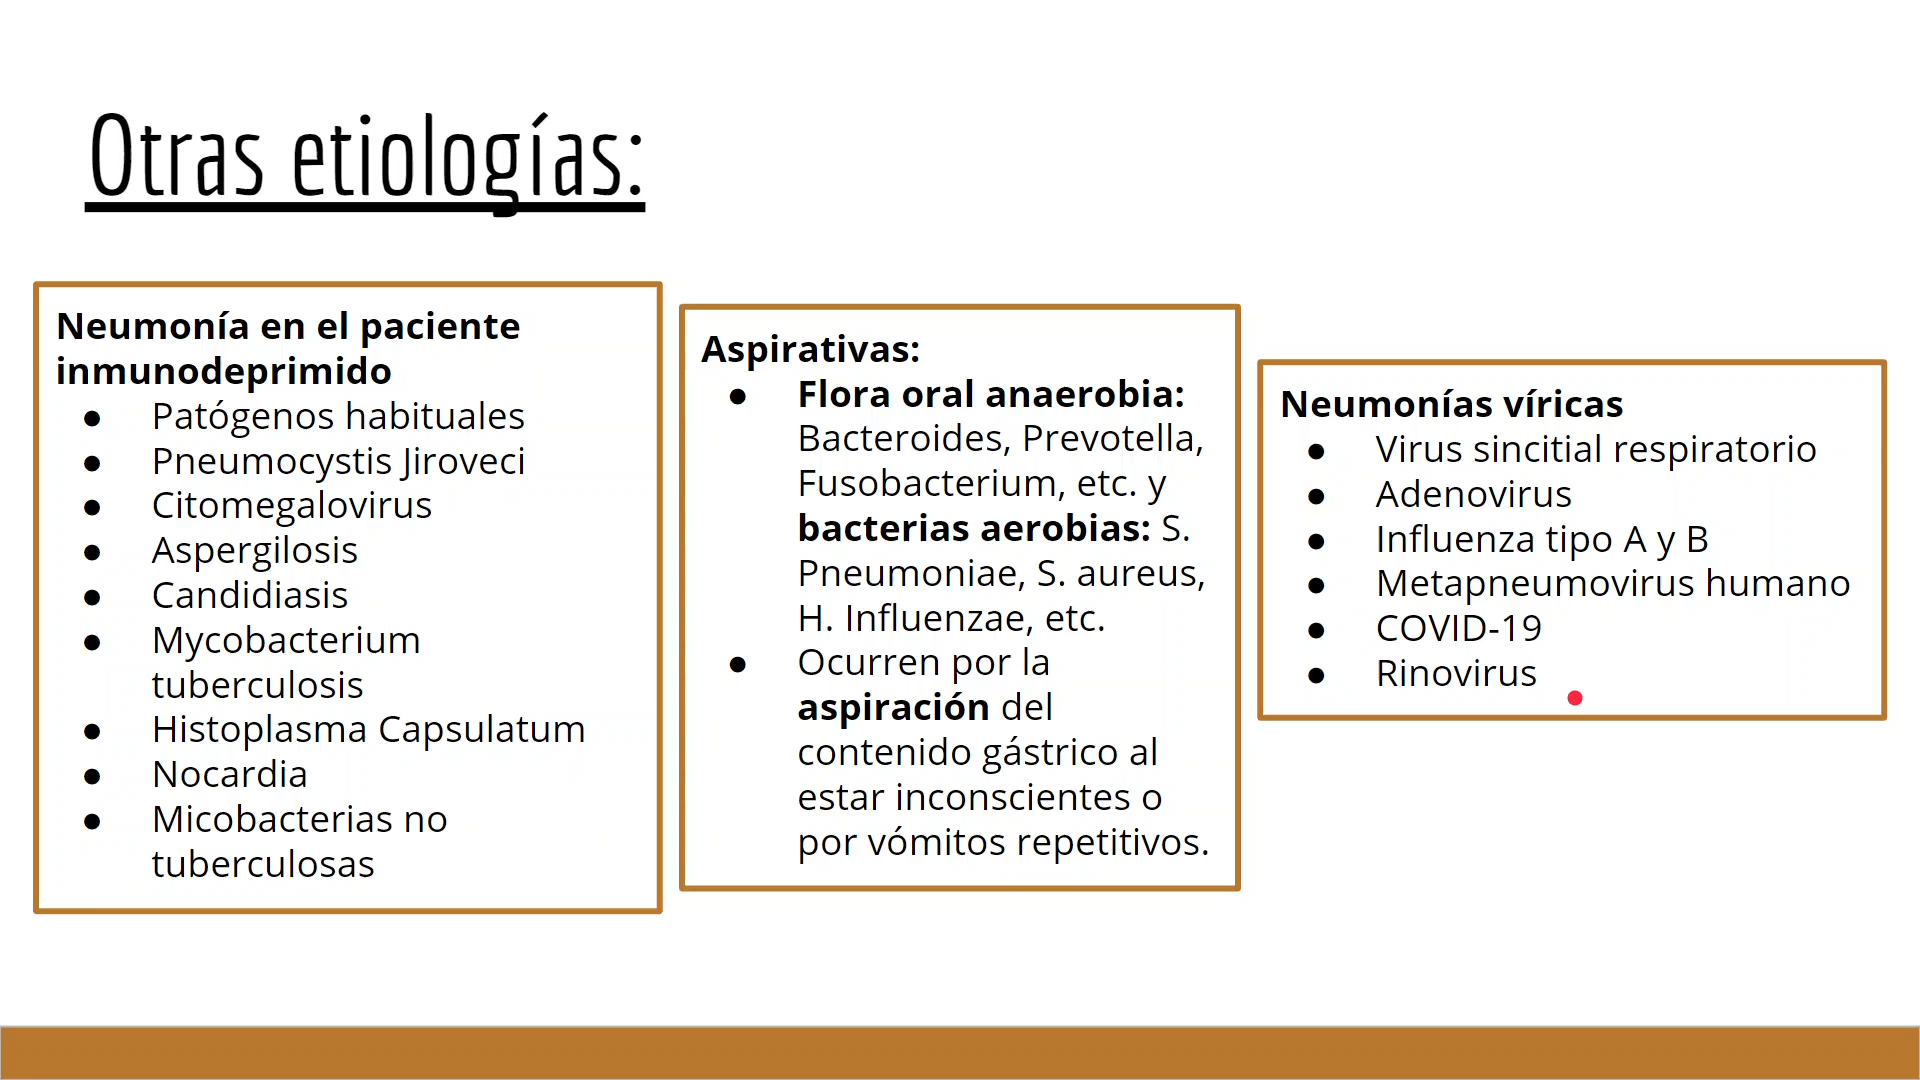 Otras etiologías:
Neumonía en el paciente
inmunodeprimido
● Patógenos habituales
● Pneumocystis Jiroveci
● Citomegalovirus
● Aspergilosis
● Candidiasis
● Mycobacterium
tuberculosis
● Histoplasma Capsulatum
● Nocardia
● Micobacterias no
tuberculosas
Aspirativas:
● Flora oral anaerobia:
Bacteroides, Prevotella,
Fusobacterium, etc. y
bacterias aerobias: S.
Pneumoniae, S. aureus,
H. Influenzae, etc.
● Ocurren por la
aspiración del
contenido gástrico al
estar inconscientes o
por vómitos repetitivos.
Neumonías víricas
● Virus sincitial respiratorio
● Adenovirus
● Influenza tipo A y B
● Metapneumovirus humano
● COVID-19
● Rinovirus